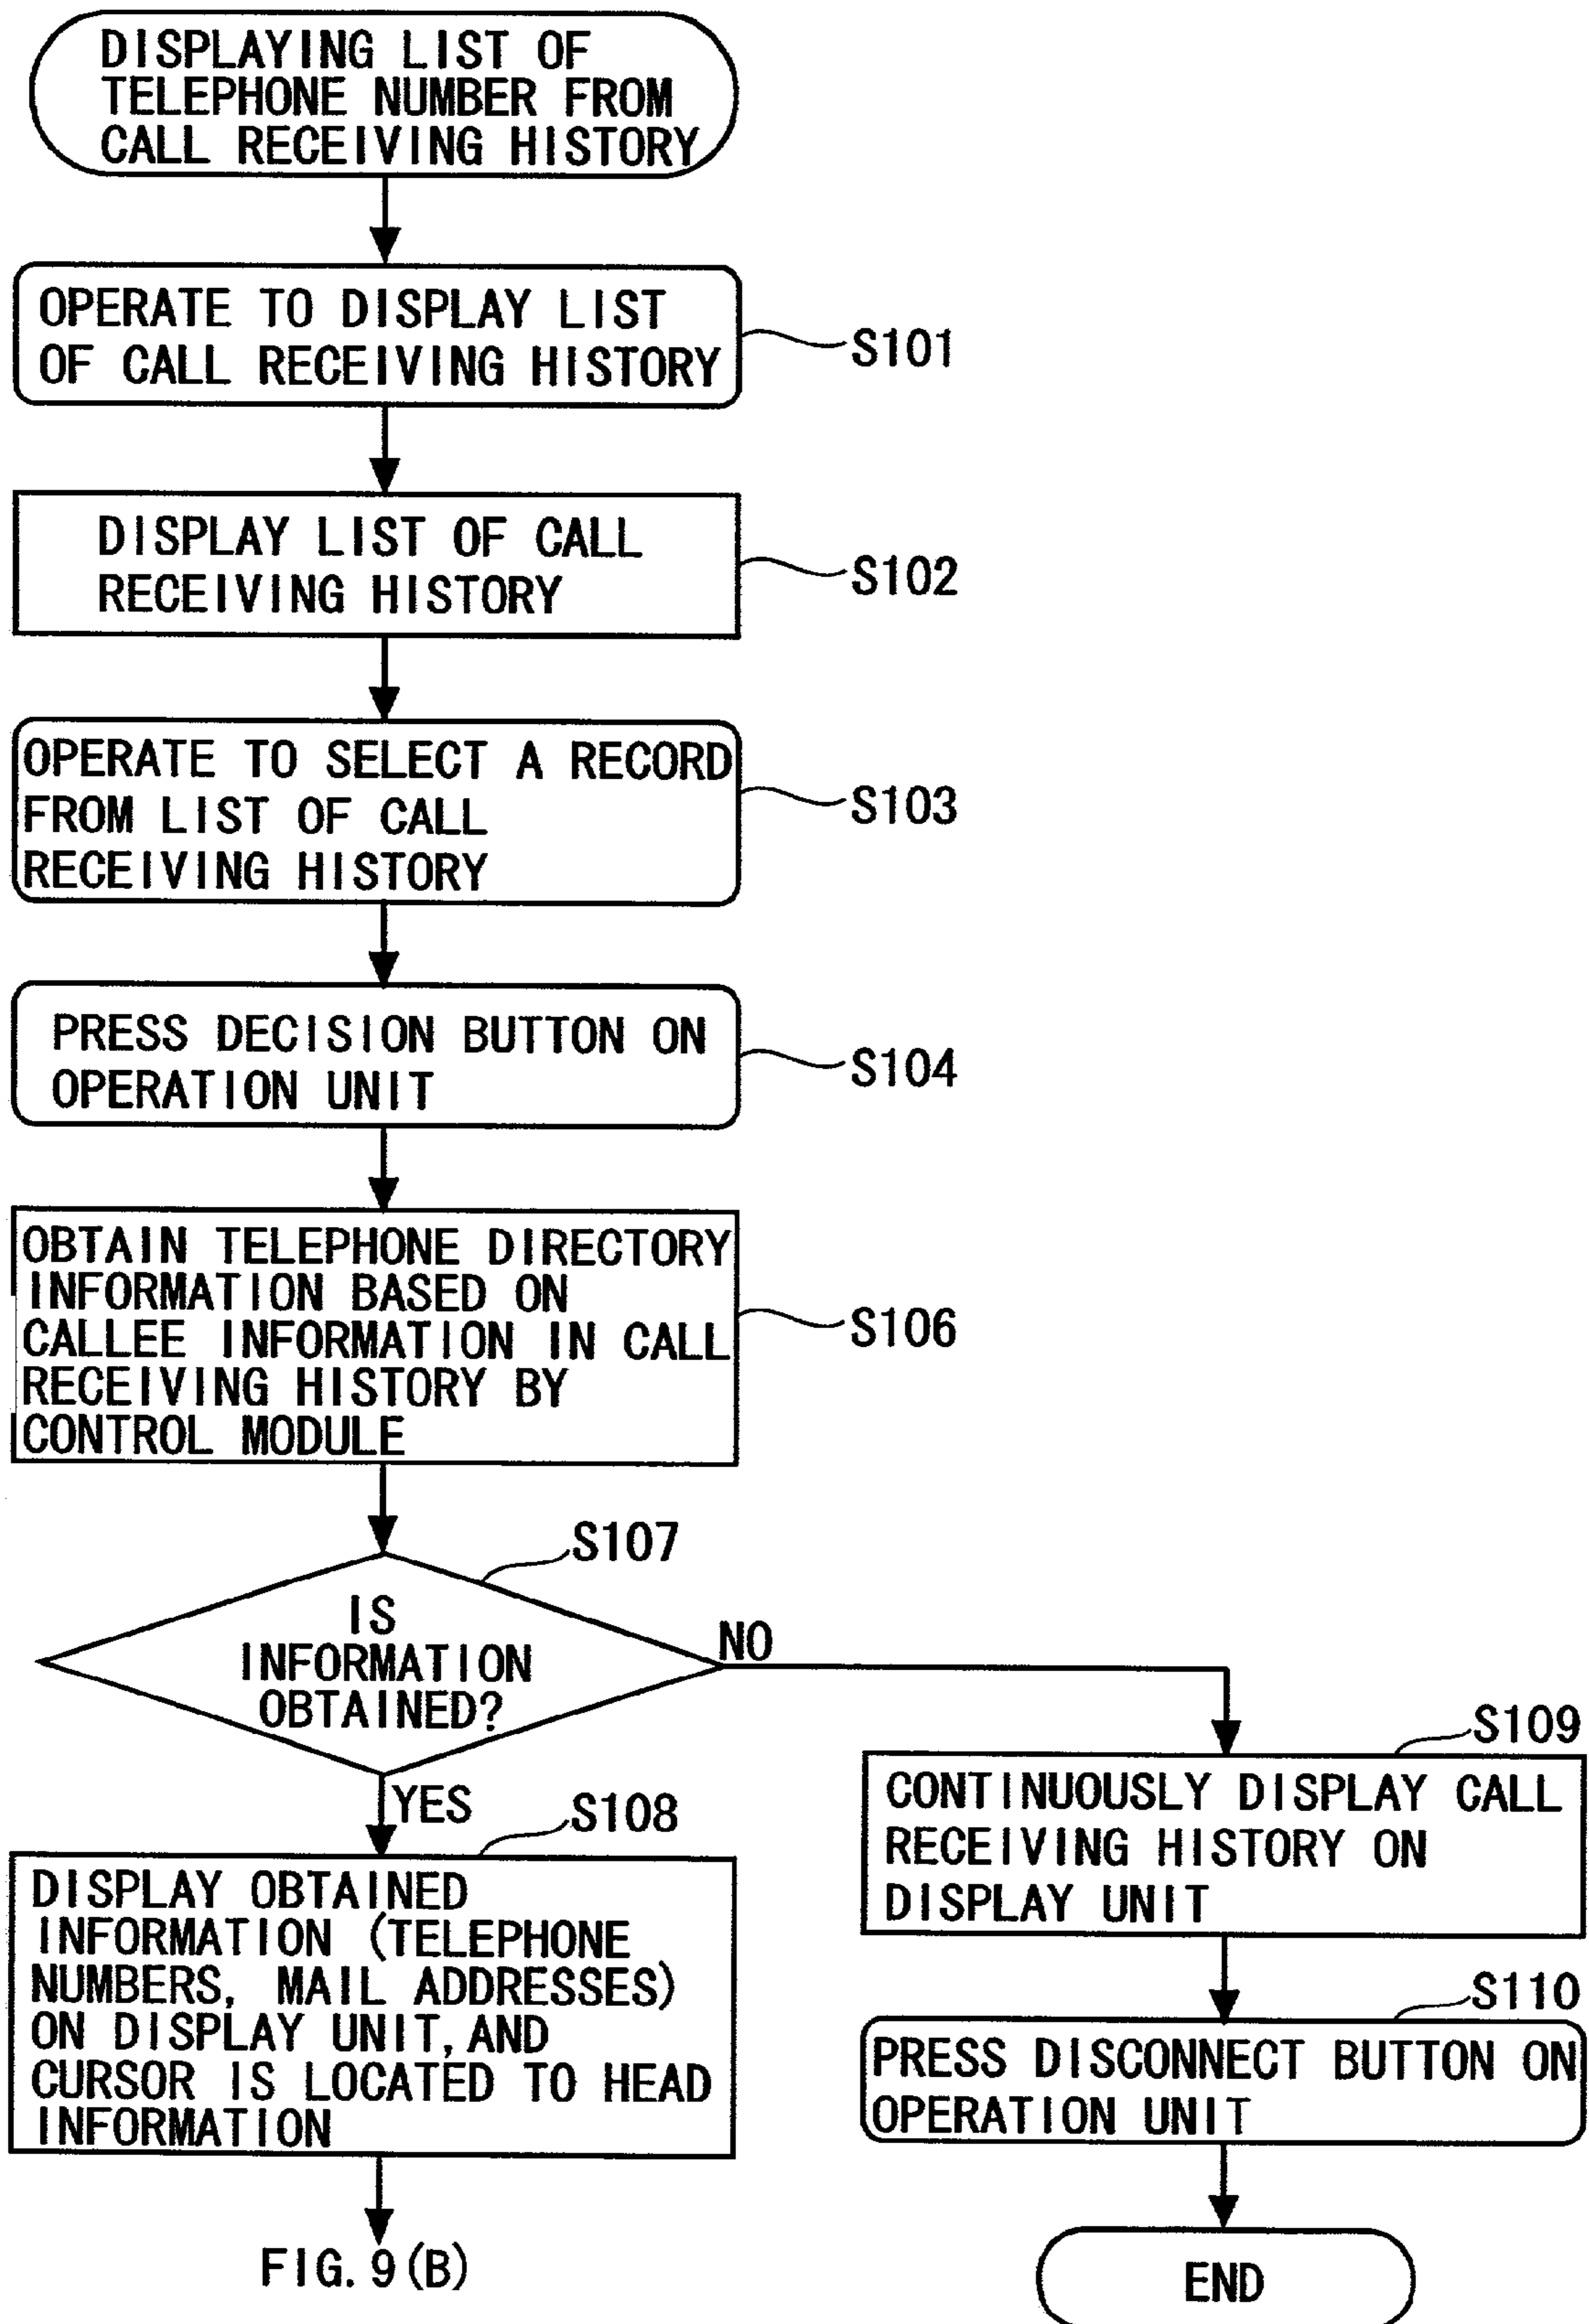 DISPLAYING LIST OF
TELEPHONE NUMBER FROM
CALL RECEIVING HISTORY
OPERATE TO DISPLAY LIST
OF CALL RECEIVING HISTORY
S101
DISPLAY LIST OF CALL
RECEIVING HISTORY
S102
OPERATE TO SELECT A RECORD
FROM LIST OF CALL
RECEIVING HISTORY
S103
PRESS DECISION BUTTON ON
OPERATION UNIT
S104
OBTAIN TELEPHONE DIRECTORY
INFORMATION BASED ON
CALLEE INFORMATION IN CALL
RECEIVING HISTORY BY
CONTROL MODULE
S106
S107
IS
INFORMATION
OBTAINED?
NO
YES
S108
DISPLAY OBTAINED
INFORMATION (TELEPHONE
NUMBERS, MAIL ADDRESSES)
ON DISPLAY UNIT, AND
CURSOR IS LOCATED TO HEAD
INFORMATION
FIG. 9(B)
S109
CONTINUOUSLY DISPLAY CALL
RECEIVING HISTORY ON
DISPLAY UNIT
S110
PRESS DISCONNECT BUTTON ON
OPERATION UNIT
END